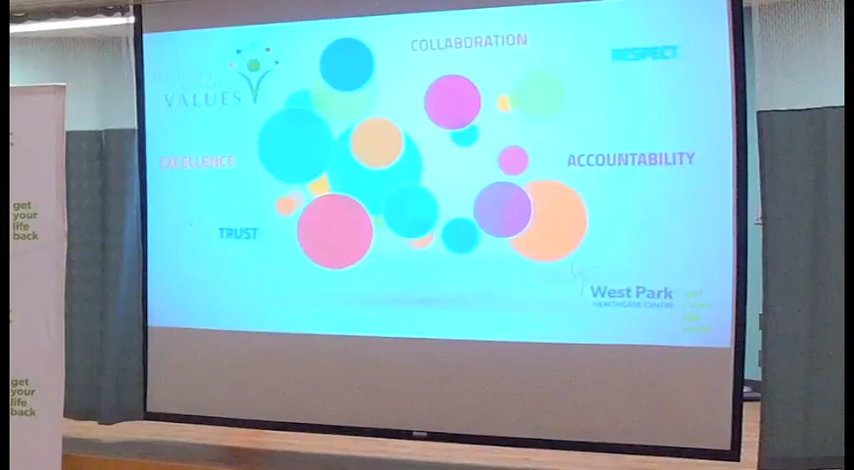 VALUES
COLLABORATION
RESPECT
EXCELLENCE
ACCOUNTABILITY
TRUST
West Park
HEALTHCARE CENTRE
get
your
life
back
get
your
life
back